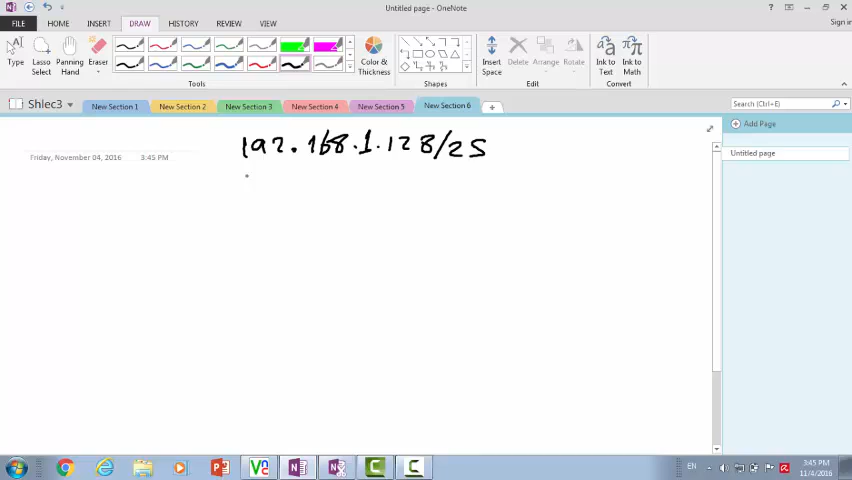 Untitled page - OneNote
FILE HOME INSERT DRAW HISTORY REVIEW VIEW
Sign in
Type
Lasso Select
Panning Hand
Eraser
Color & Thickness
Insert Space
Delete
Arrange
Rotate
Ink to Text
Ink to Math
Tools
Shapes
Edit
Convert
Shlec3
New Section 1
New Section 2
New Section 3
New Section 4
New Section 5
New Section 6
Search (Ctrl+E)
Add Page
Untitled page
192.168.1.128/25
Friday, November 04, 2016 3:45 PM
EN
3:45 PM
11/4/2016